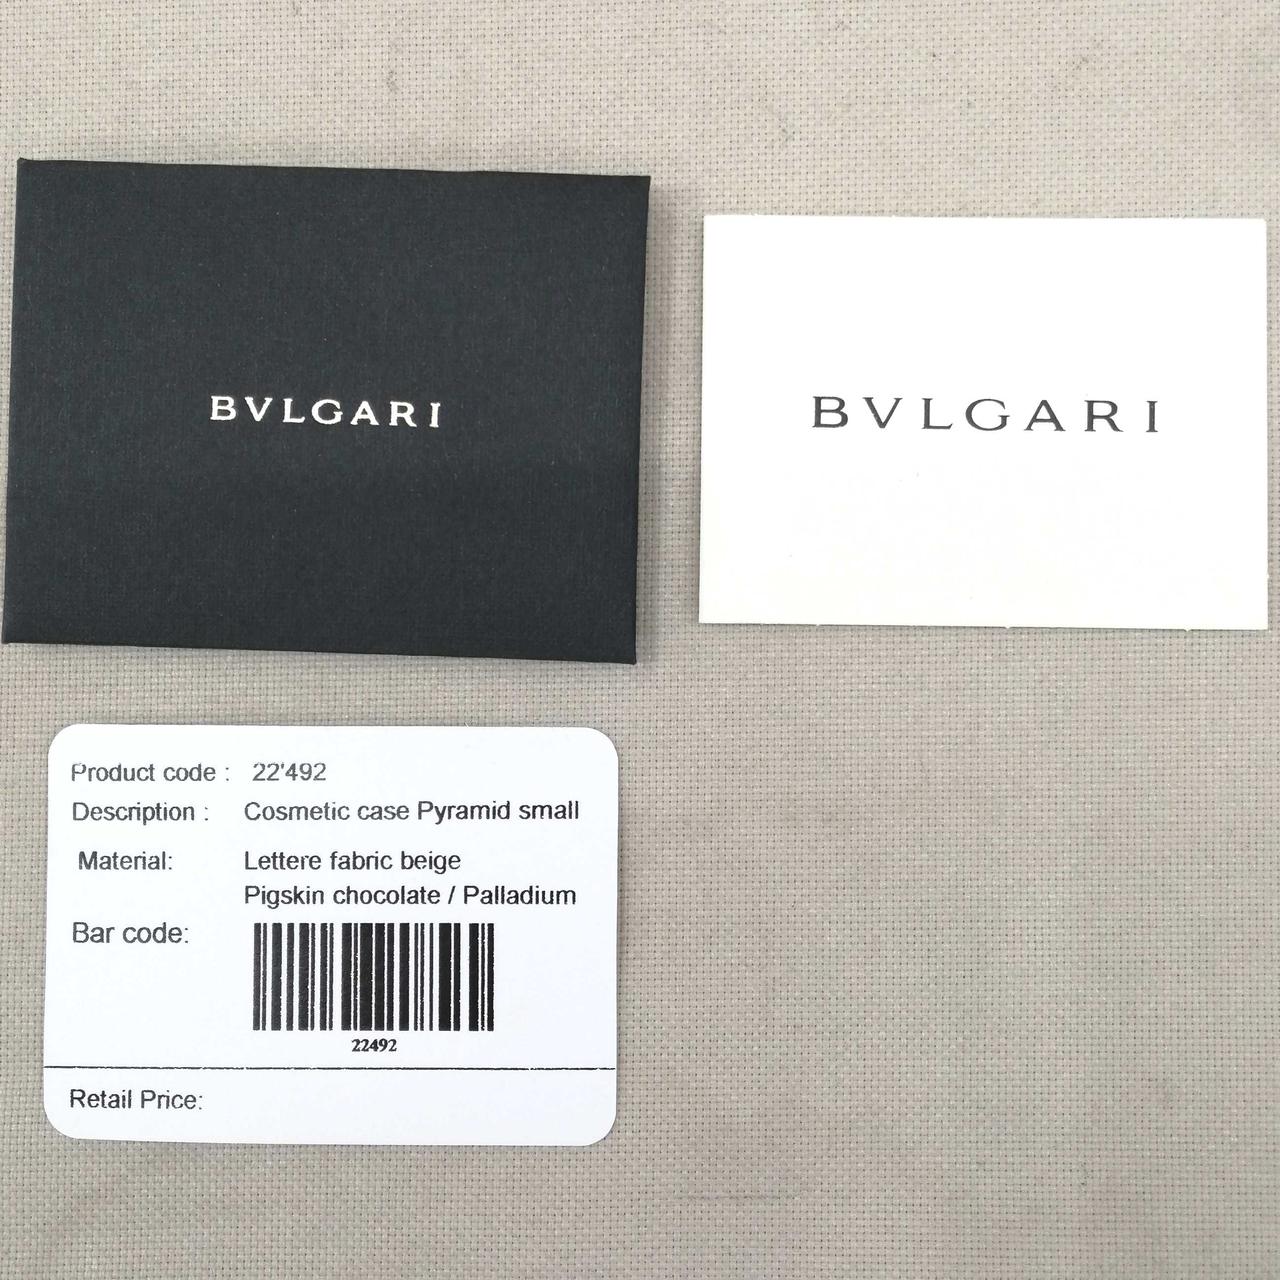 BVLGARI
BVLGARI
Product code : 22'492
Description : Cosmetic case Pyramid small
Material: Lettere fabric beige
Pigskin chocolate / Palladium
Bar code:
22492
Retail Price: